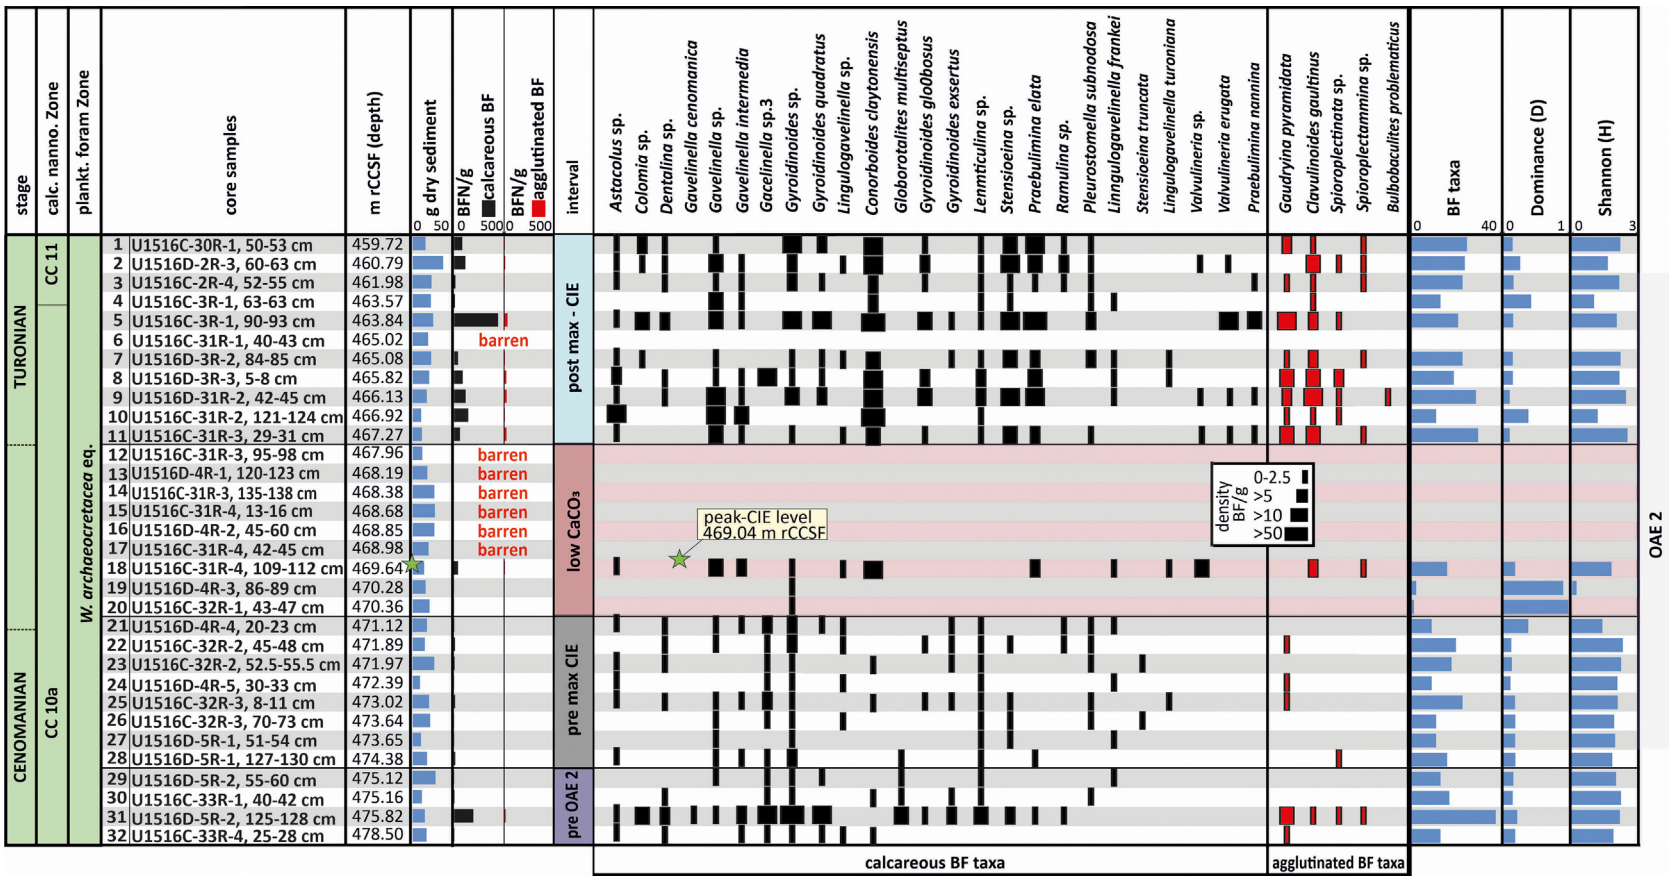 stage
calc. nanno. Zone
plankt. foram Zone
core samples
m rCCSF (depth)
g dry sediment
0 50
BFN/g
calcareous BF
0 500
BFN/g
agglutinated BF
0 500
interval
Astacolus sp.
Colomia sp.
Dentalina sp.
Gavelinella cenomanica
Gavelinella sp.
Gavelinella intermedia
Gacelinella sp.3
Gyroidinoides sp.
Gyroidinoides quadratus
Lingulogavelinella sp.
Conorboides claytonensis
Globorotalites multiseptus
Gyroidinoides glo0bosus
Gyroidinoides exsertus
Lenmticulina sp.
Stensioeina sp.
Praebulimina elata
Ramulina sp.
Pleurostomella subnodosa
Linngulogavelinella frankei
Stensioeina truncata
Lingulogavelinella turoniana
Valvulineria sp.
Valvulineria erugata
Praebulimina nannina
Gaudryina pyramidata
Clavulinoides gaultinus
Spioroplectinata sp.
Spioroplectamina sp.
Bulbobaculites problematicus
BF taxa
0 40
Dominance (D)
0 1
Shannon (H)
0 3
TURONIAN
CENOMANIAN
CC 11
CC 10a
W. archaeocretacea eq.
1 U1516C-30R-1, 50-53 cm 459.72
2 U1516D-2R-3, 60-63 cm 460.79
3 U1516C-2R-4, 52-55 cm 461.98
4 U1516C-3R-1, 63-63 cm 463.57
5 U1516C-3R-1, 90-93 cm 463.84
6 U1516C-31R-1, 40-43 cm 465.02 barren
7 U1516D-3R-2, 84-85 cm 465.08
8 U1516D-3R-3, 5-8 cm 465.82
9 U1516D-31R-2, 42-45 cm 466.13
10 U1516C-31R-2, 121-124 cm 466.92
11 U1516C-31R-3, 29-31 cm 467.27
12 U1516C-31R-3, 95-98 cm 467.96 barren
13 U1516D-4R-1, 120-123 cm 468.19 barren
14 U1516C-31R-3, 135-138 cm 468.38 barren
15 U1516C-31R-4, 13-16 cm 468.68 barren
16 U1516D-4R-2, 45-60 cm 468.85 barren
17 U1516C-31R-4, 42-45 cm 468.98 barren
18 U1516C-31R-4, 109-112 cm 469.64
19 U1516D-4R-3, 86-89 cm 470.28
20 U1516C-32R-1, 43-47 cm 470.36
21 U1516D-4R-4, 20-23 cm 471.12
22 U1516C-32R-2, 45-48 cm 471.89
23 U1516C-32R-2, 52.5-55.5 cm 471.97
24 U1516D-4R-5, 30-33 cm 472.39
25 U1516C-32R-3, 8-11 cm 473.02
26 U1516C-32R-3, 70-73 cm 473.64
27 U1516D-5R-1, 51-54 cm 473.65
28 U1516D-5R-1, 127-130 cm 474.38
29 U1516D-5R-2, 55-60 cm 475.12
30 U1516C-33R-1, 40-42 cm 475.16
31 U1516D-5R-2, 125-128 cm 475.82
32 U1516C-33R-4, 25-28 cm 478.50
post max - CIE
low CaCO₃
pre max CIE
pre OAE 2
peak-CIE level
469.04 m rCCSF
density
BF/g
0-2.5
>5
>10
>50
OAE 2
calcareous BF taxa
agglutinated BF taxa